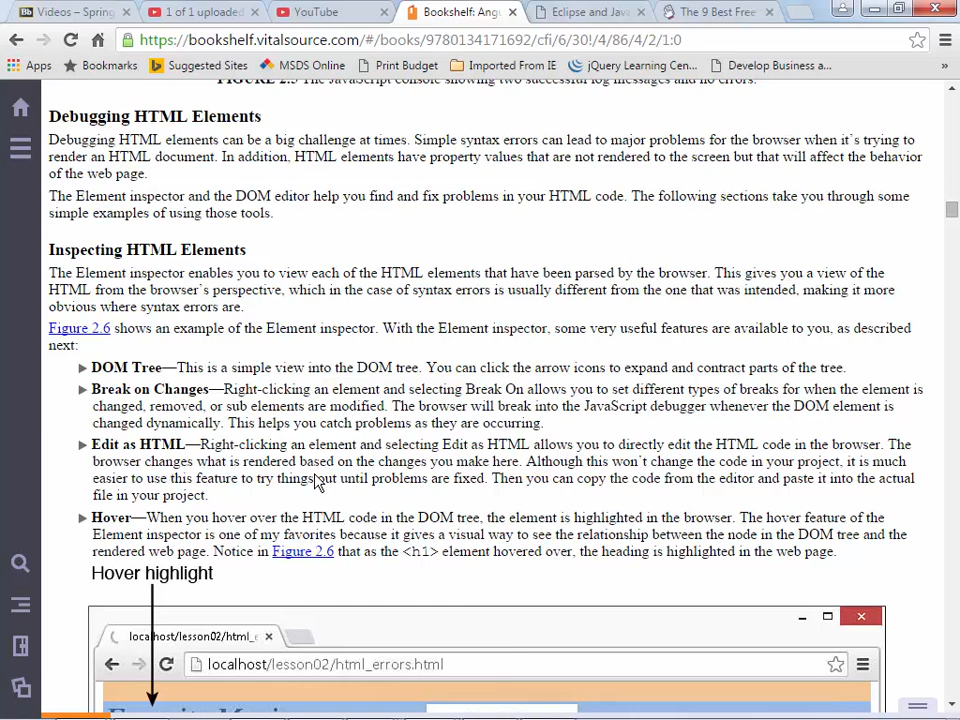 Videos – Spring
1 of 1 uploaded
YouTube
Bookshelf: Angu
Eclipse and Java
The 9 Best Free
https://bookshelf.vitalsource.com/#/books/9780134171692/cfi/6/30!/4/86/4/2/1:0
Apps Bookmarks Suggested Sites MSDS Online Print Budget Imported From IE jQuery Learning Cen... Develop Business a... »
FIGURE 2.5 The JavaScript console showing two successful log messages and no errors.
Debugging HTML Elements
Debugging HTML elements can be a big challenge at times. Simple syntax errors can lead to major problems for the browser when it's trying to
render an HTML document. In addition, HTML elements have property values that are not rendered to the screen but that will affect the behavior
of the web page.
The Element inspector and the DOM editor help you find and fix problems in your HTML code. The following sections take you through some
simple examples of using those tools.
Inspecting HTML Elements
The Element inspector enables you to view each of the HTML elements that have been parsed by the browser. This gives you a view of the
HTML from the browser's perspective, which in the case of syntax errors is usually different from the one that was intended, making it more
obvious where syntax errors are.
Figure 2.6 shows an example of the Element inspector. With the Element inspector, some very useful features are available to you, as described
next:
DOM Tree—This is a simple view into the DOM tree. You can click the arrow icons to expand and contract parts of the tree.
Break on Changes—Right-clicking an element and selecting Break On allows you to set different types of breaks for when the element is
changed, removed, or sub elements are modified. The browser will break into the JavaScript debugger whenever the DOM element is
changed dynamically. This helps you catch problems as they are occurring.
Edit as HTML—Right-clicking an element and selecting Edit as HTML allows you to directly edit the HTML code in the browser. The
browser changes what is rendered based on the changes you make here. Although this won't change the code in your project, it is much
easier to use this feature to try things out until problems are fixed. Then you can copy the code from the editor and paste it into the actual
file in your project.
Hover—When you hover over the HTML code in the DOM tree, the element is highlighted in the browser. The hover feature of the
Element inspector is one of my favorites because it gives a visual way to see the relationship between the node in the DOM tree and the
rendered web page. Notice in Figure 2.6 that as the <h1> element hovered over, the heading is highlighted in the web page.
Hover highlight
localhost/lesson02/html_e
localhost/lesson02/html_errors.html